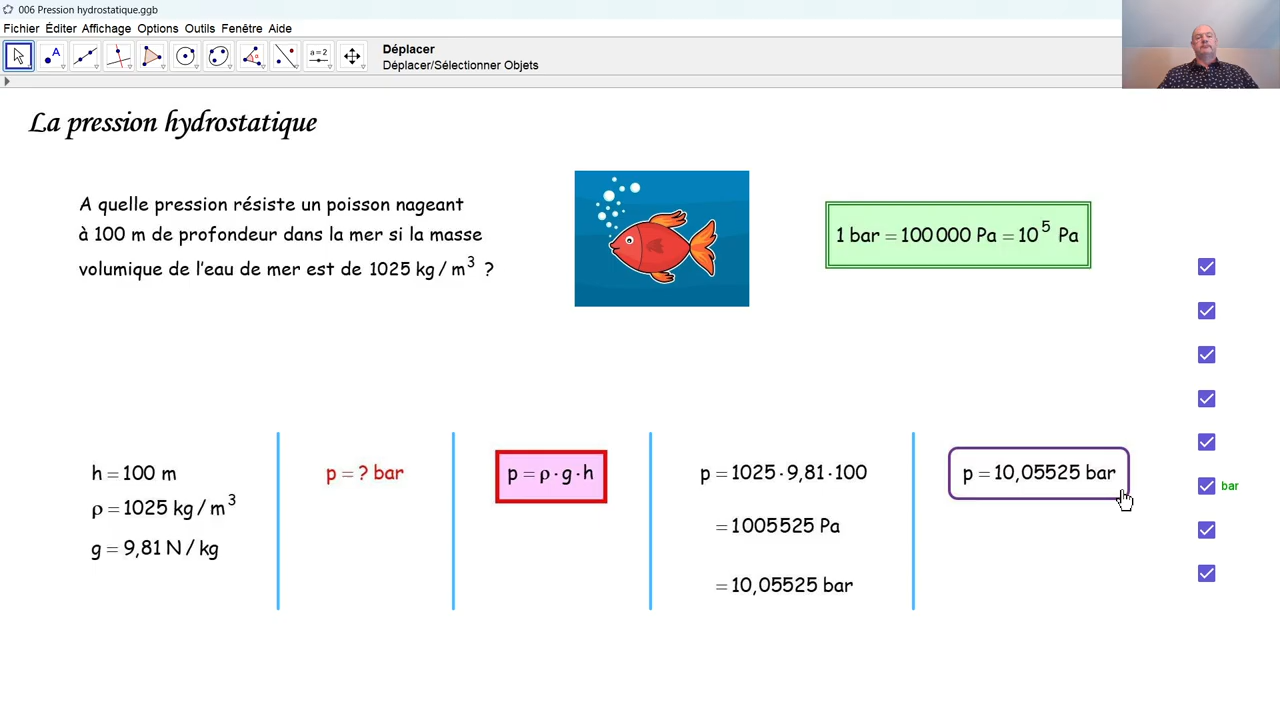 006 Pression hydrostatique.ggb
Fichier Éditer Affichage Options Outils Fenêtre Aide
A
a=2
Déplacer
Déplacer/Sélectionner Objets
La pression hydrostatique
A quelle pression résiste un poisson nageant
à 100 m de profondeur dans la mer si la masse
volumique de l'eau de mer est de 1025 kg / m³ ?
1 bar = 100 000 Pa = 10⁵ Pa
h = 100 m
ρ = 1025 kg / m³
g = 9,81 N / kg
p = ? bar
p = ρ · g · h
p = 1025 · 9,81 · 100
= 1005525 Pa
= 10,05525 bar
p = 10,05525 bar
bar